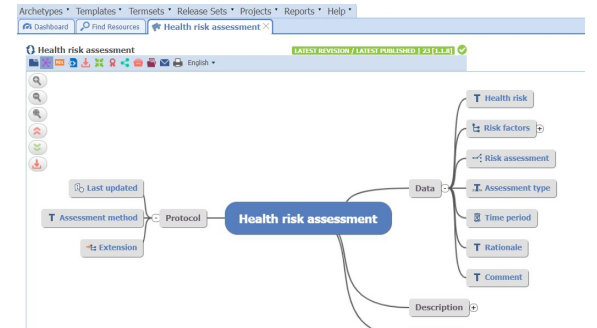 Archetypes Templates Termsets Release Sets Projects Reports Help
Dashboard Find Resources Health risk assessment
Health risk assessment LATEST REVISION / LATEST PUBLISHED | 23 [1.1.8]
English
T Health risk
Risk factors
Risk assessment
Last updated
Data
T Assessment type
T Assessment method
Protocol
Health risk assessment
Time period
Extension
T Rationale
T Comment
Description